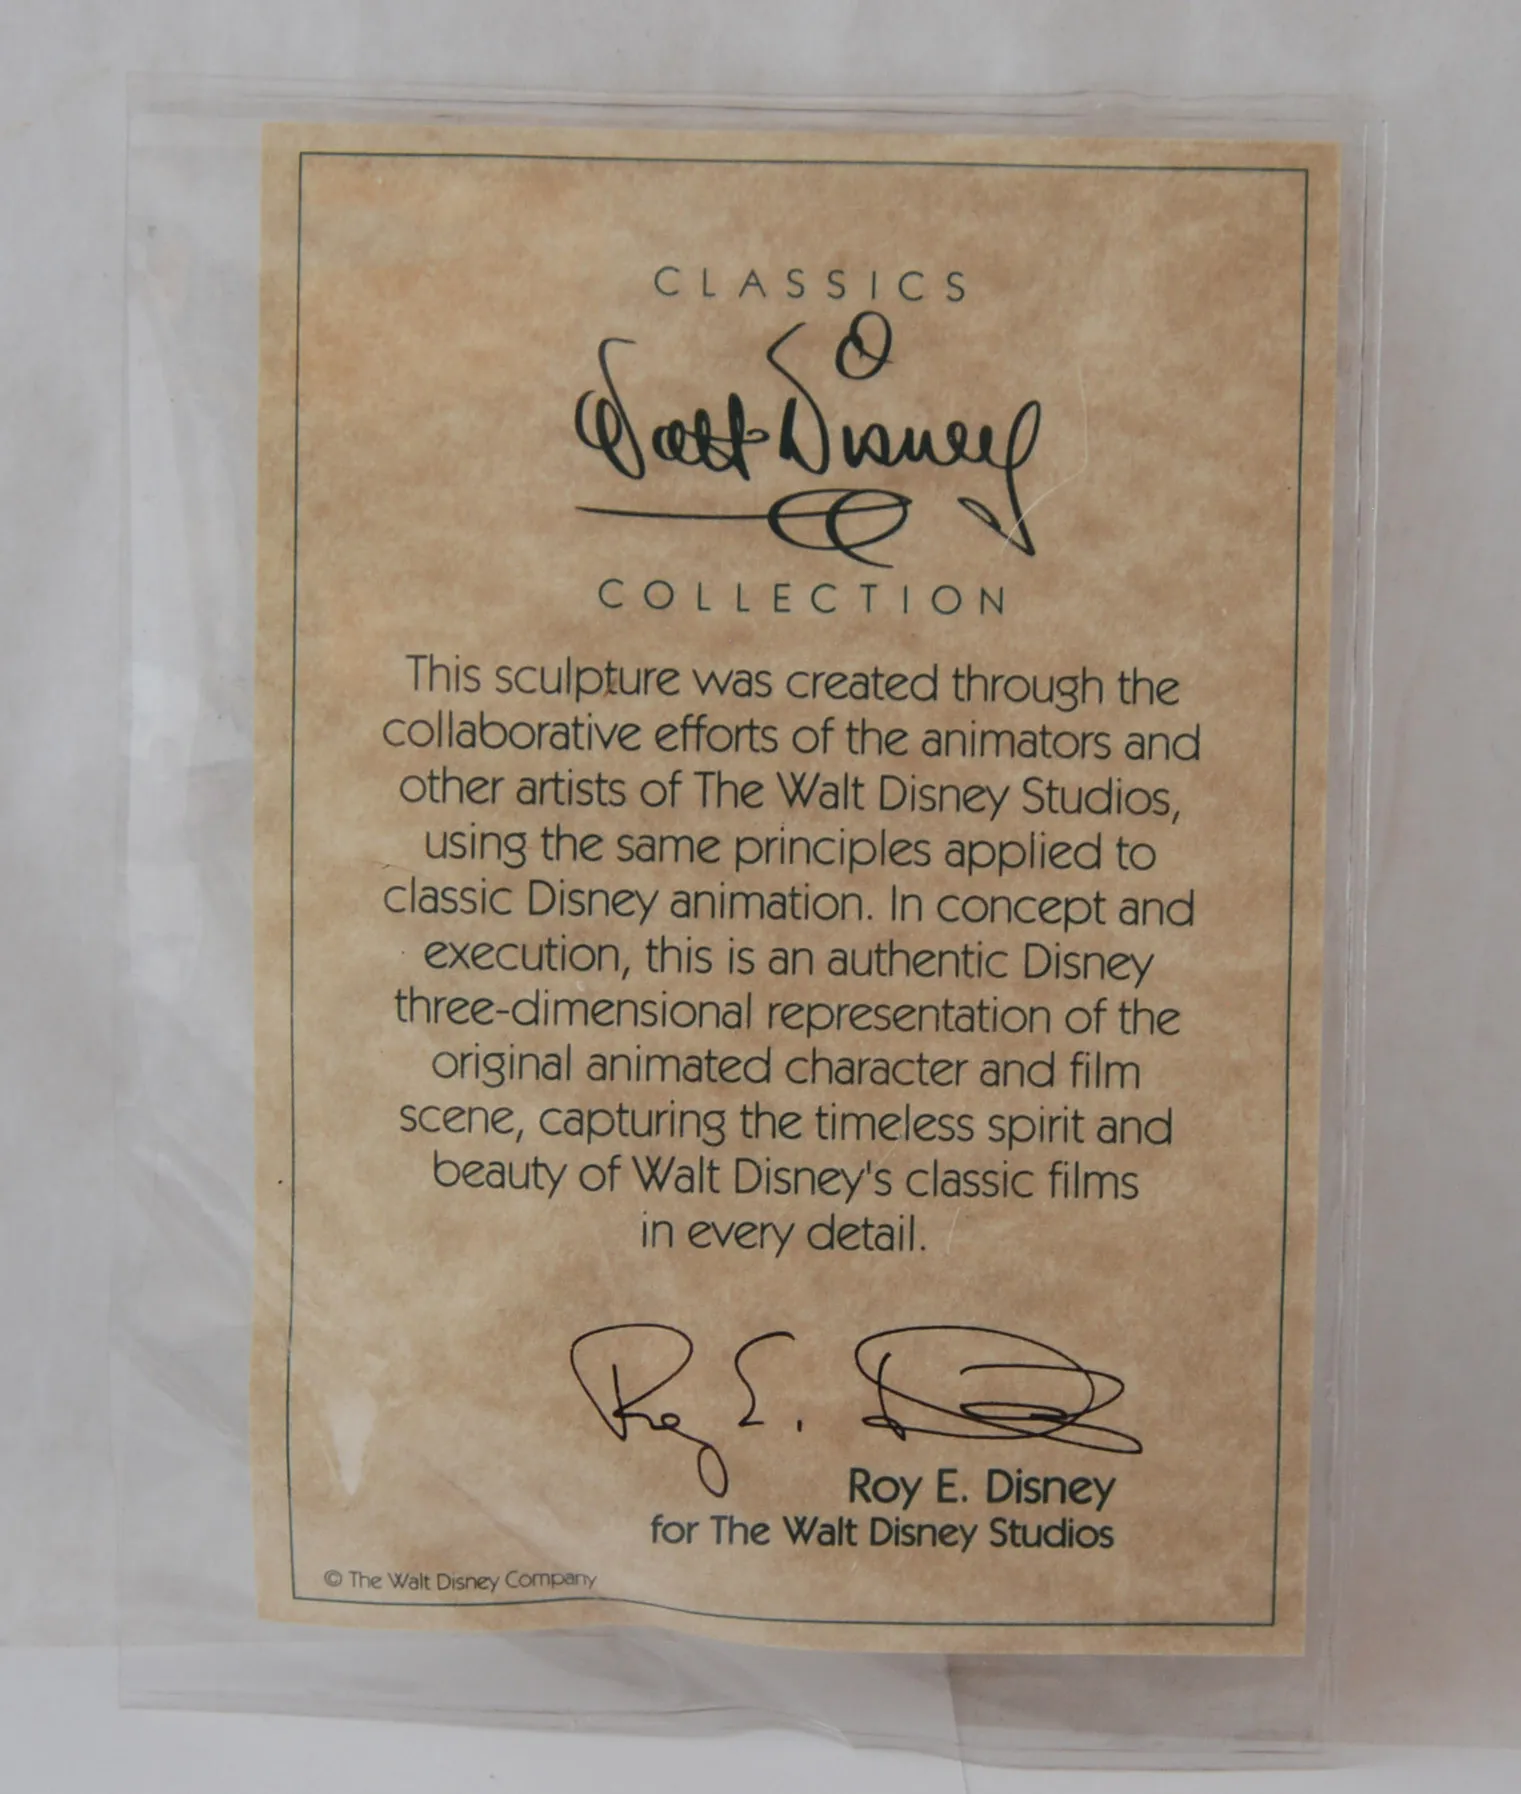 CLASSICS
Walt Disney
COLLECTION
This sculpture was created through the
collaborative efforts of the animators and
other artists of The Walt Disney Studios,
using the same principles applied to
classic Disney animation. In concept and
execution, this is an authentic Disney
three-dimensional representation of the
original animated character and film
scene, capturing the timeless spirit and
beauty of Walt Disney's classic films
in every detail.
Roy E. Disney
Roy E. Disney
for The Walt Disney Studios
© The Walt Disney Company